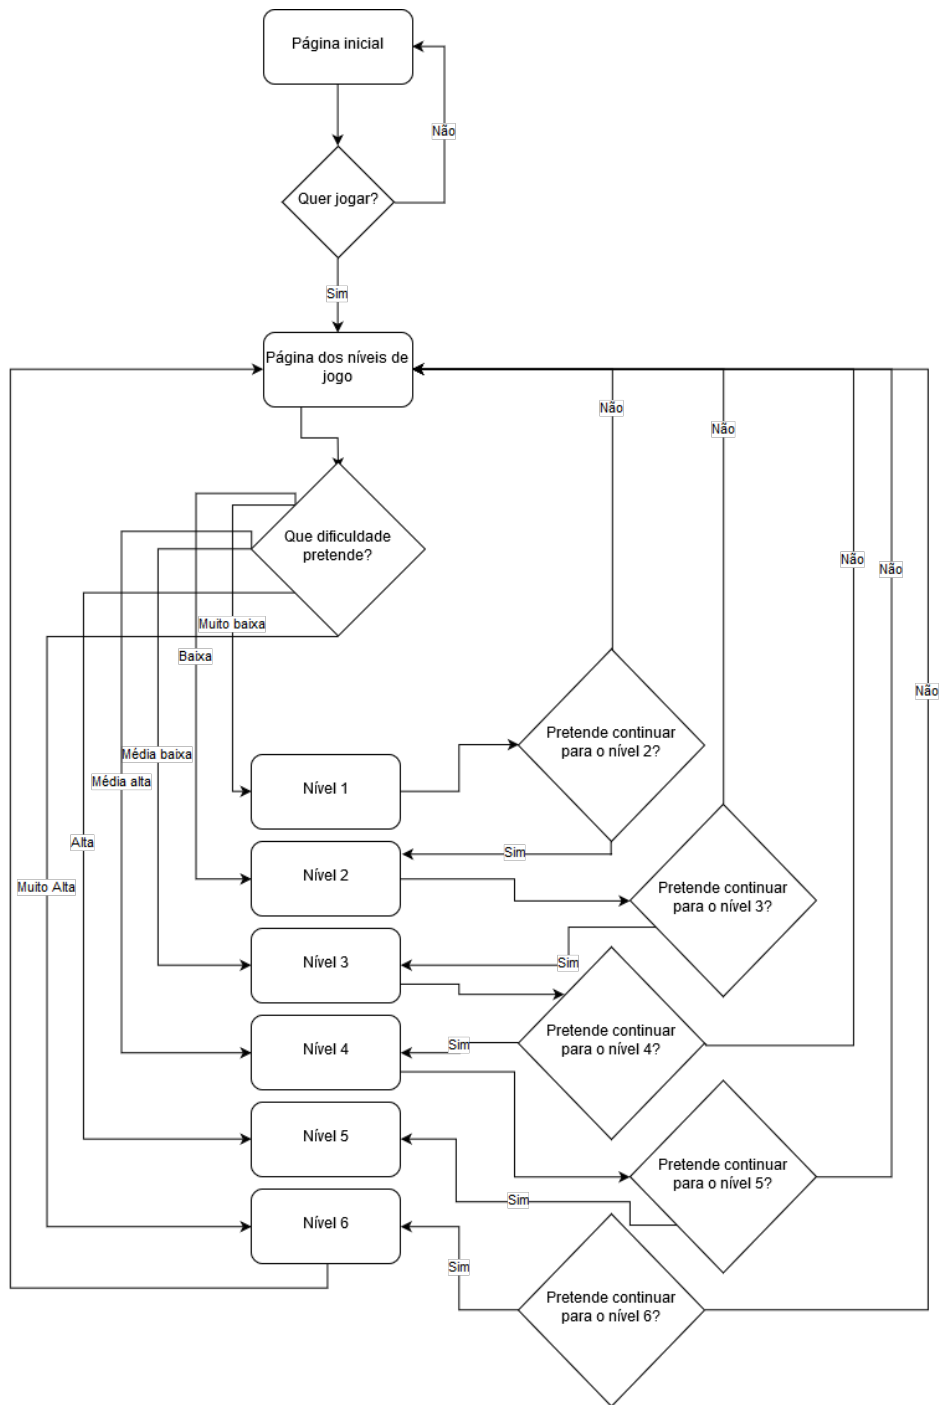 Página inicial
Não
Quer jogar?
Sim
Página dos níveis de
jogo
Não
Não
Que dificuldade
pretende?
Não
Não
Muito baixa
Baixa
Não
Pretende continuar
para o nível 2?
Média baixa
Média alta
Nível 1
Alta
Sim
Nível 2
Muito Alta
Pretende continuar
para o nível 3?
Nível 3
Sim
Pretende continuar
para o nível 4?
Sim
Nível 4
Nível 5
Pretende continuar
para o nível 5?
Sim
Nível 6
Sim
Pretende continuar
para o nível 6?